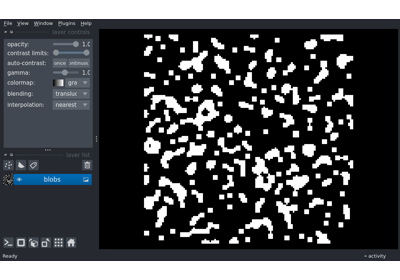 File View Window Plugins Help
layer controls
opacity: 1.0
contrast limits:
auto-contrast: once
gamma: 1.0
colormap: gra
blending: transluc
interpolation: nearest
layer list
blobs
Ready
activity